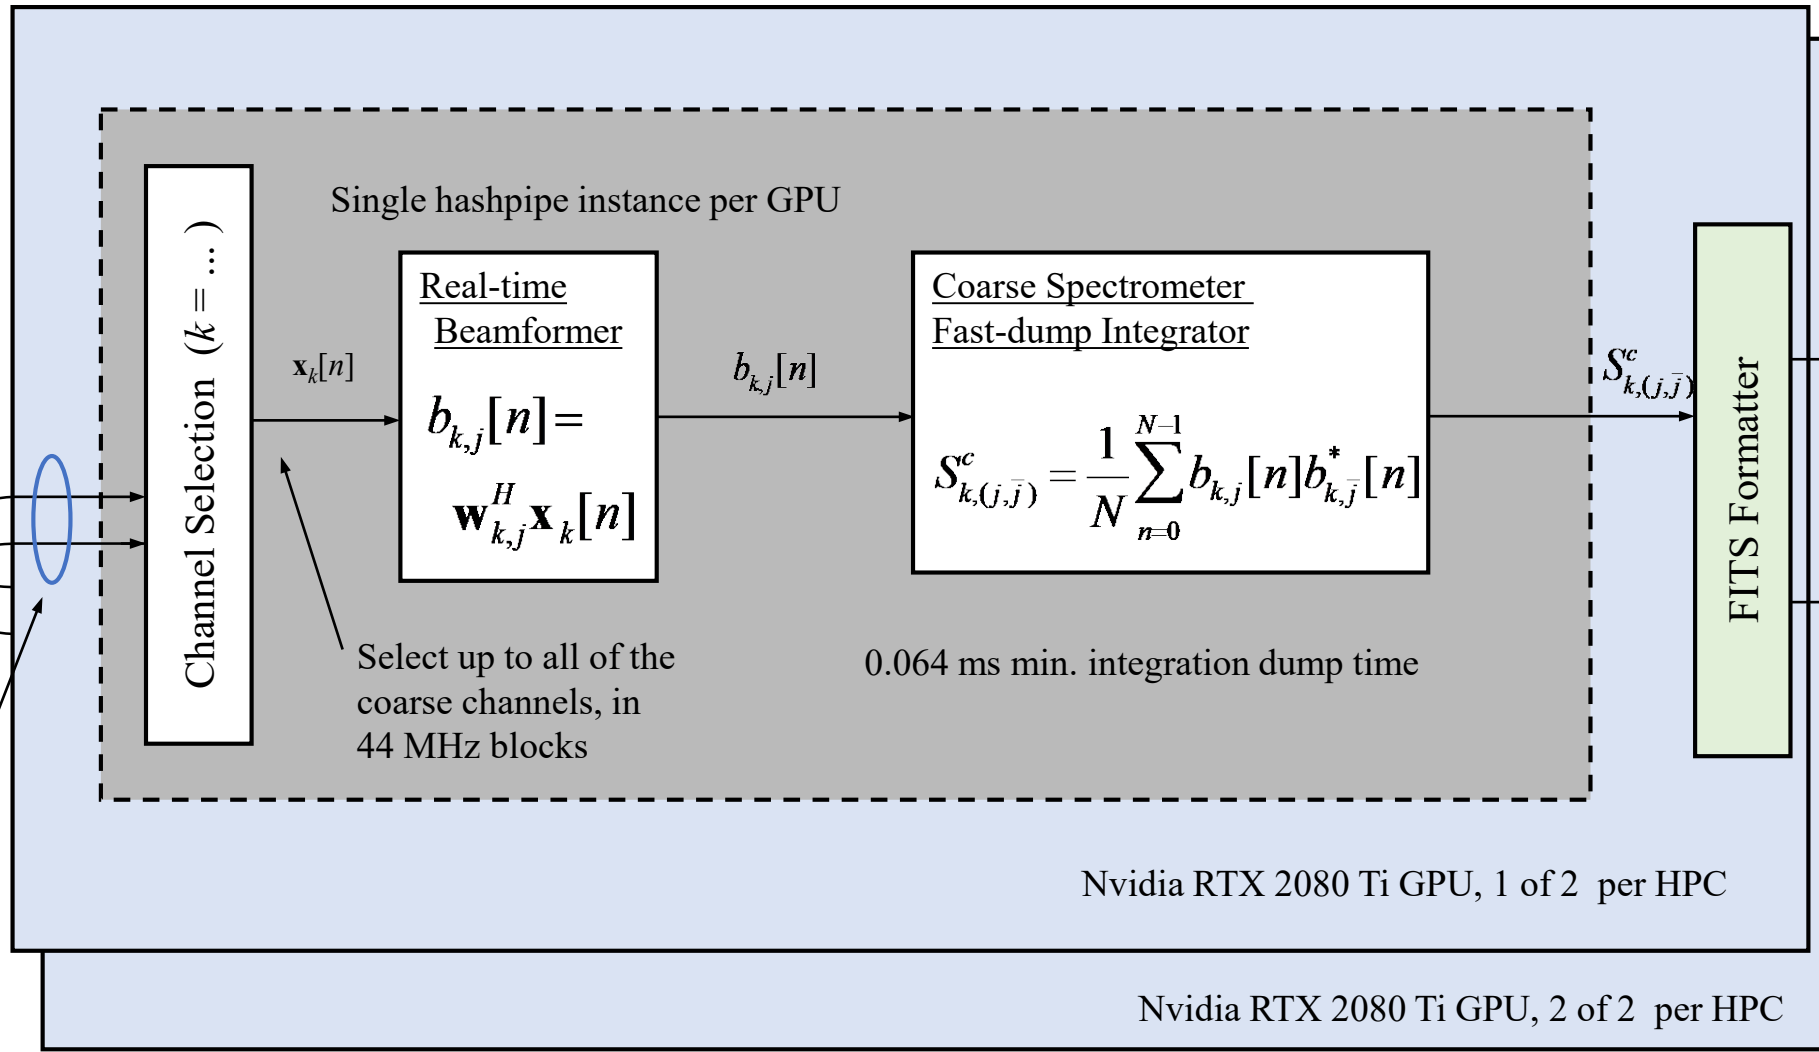 Single hashpipe instance per GPU
Channel Selection (k = ...)
x_k[n]
Real-time
Beamformer
b_{k,j}[n] =
w^H_{k,j} x_k[n]
b_{k,j}[n]
Coarse Spectrometer
Fast-dump Integrator
S^c_{k,(j,j̄)} = \frac{1}{N} \sum_{n=0}^{N-1} b_{k,j}[n] b^*_{k,j̄}[n]
S^c_{k,(j,j̄)}
FITS Formatter
Select up to all of the
coarse channels, in
44 MHz blocks
0.064 ms min. integration dump time
Nvidia RTX 2080 Ti GPU, 1 of 2 per HPC
Nvidia RTX 2080 Ti GPU, 2 of 2 per HPC